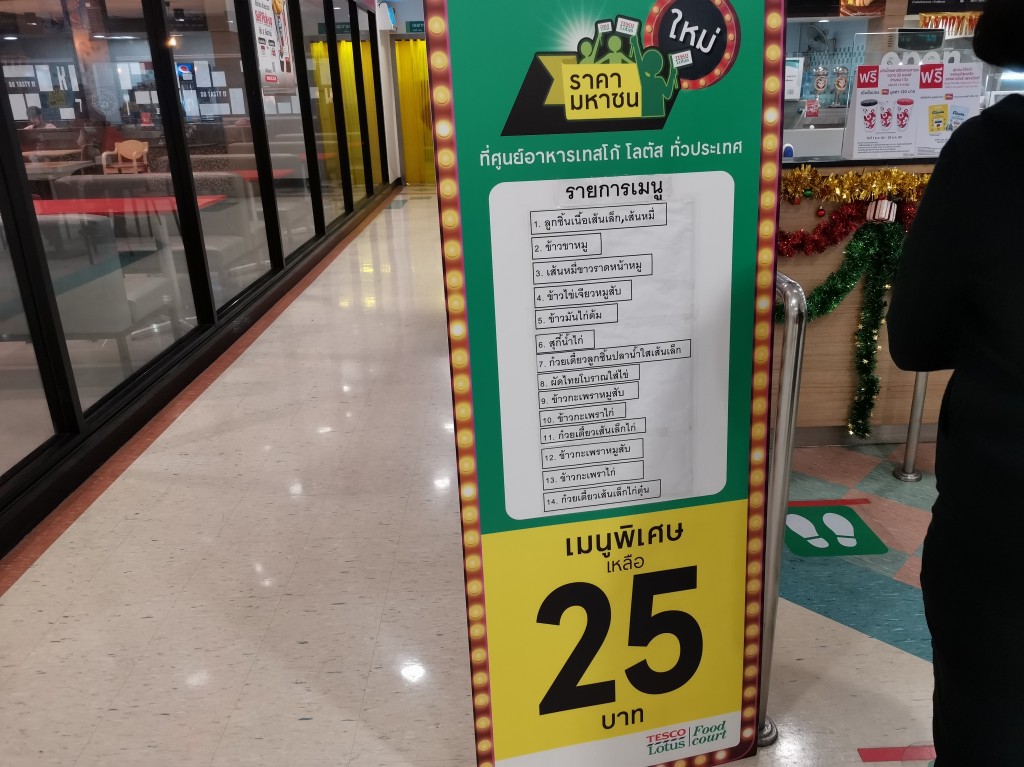 ใหม่
ราคา
มหาชน
ที่ศูนย์อาหารเทสโก้ โลตัส ทั่วประเทศ
รายการเมนู
1. ลูกชิ้นเนื้อเส้นเล็ก,เส้นหมี่
2. ข้าวขาหมู
3. เส้นหมี่ขาวราดหน้าหมู
4. ข้าวไข่เจียวหมูสับ
5. ข้าวมันไก่ต้ม
6. สุกี้น้ำไก่
7. ก๋วยเตี๋ยวลูกชิ้นปลาน้ำใสเส้นเล็ก
8. ผัดไทยโบราณใส่ไข่
9. ข้าวกะเพราหมูสับ
10. ข้าวกะเพราไก่
11. ก๋วยเตี๋ยวเส้นเล็กไก่
12. ข้าวกะเพราหมูสับ
13. ข้าวกะเพราไก่
14. ก๋วยเตี๋ยวเส้นเล็กไก่ตุ๋น
เมนูพิเศษ
เหลือ
25
บาท
TESCO Lotus Food court
ฟรี
ฟรี